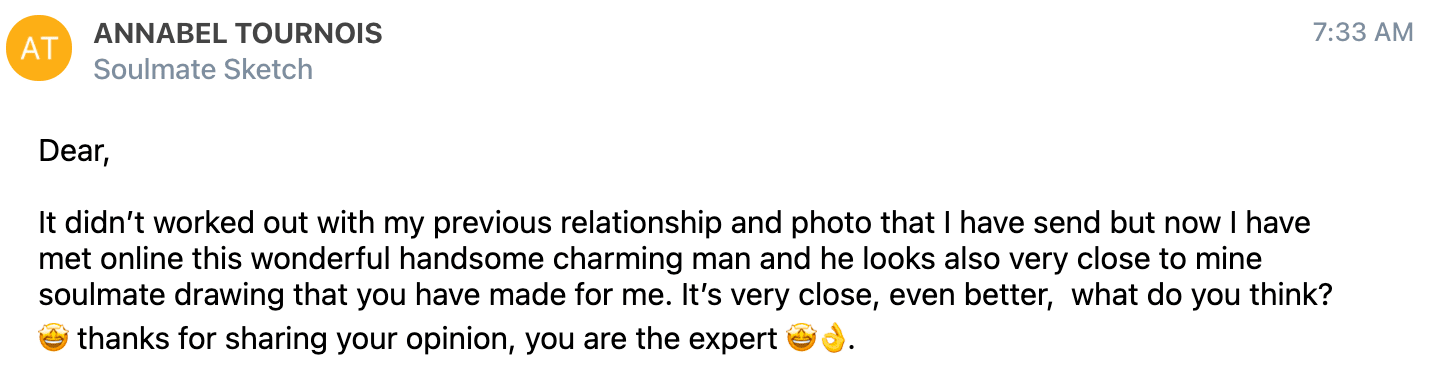 AT
ANNABEL TOURNOIS
7:33 AM
Soulmate Sketch
Dear,
It didn’t worked out with my previous relationship and photo that I have send but now I have
met online this wonderful handsome charming man and he looks also very close to mine
soulmate drawing that you have made for me. It’s very close, even better,  what do you think?
🤩 thanks for sharing your opinion, you are the expert 🤩👌.